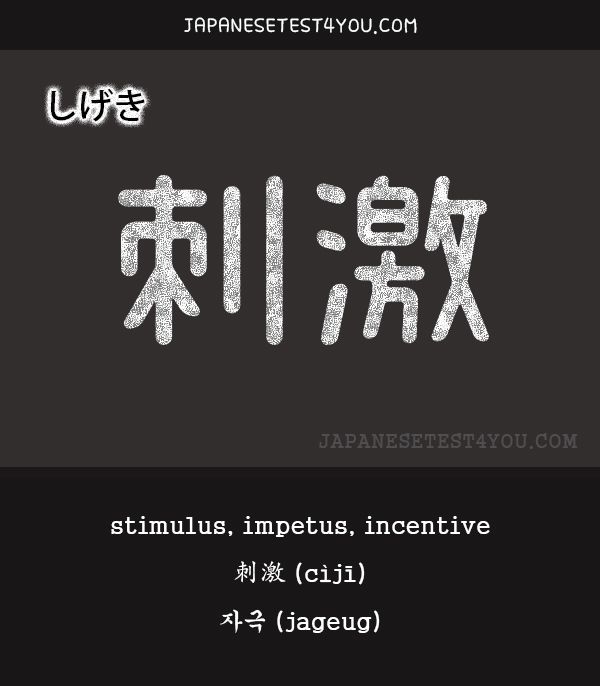 JAPANESETEST4YOU.COM
しげき
刺激
JAPANESETEST4YOU.COM
stimulus, impetus, incentive
刺激 (cìjī)
자극 (jageug)